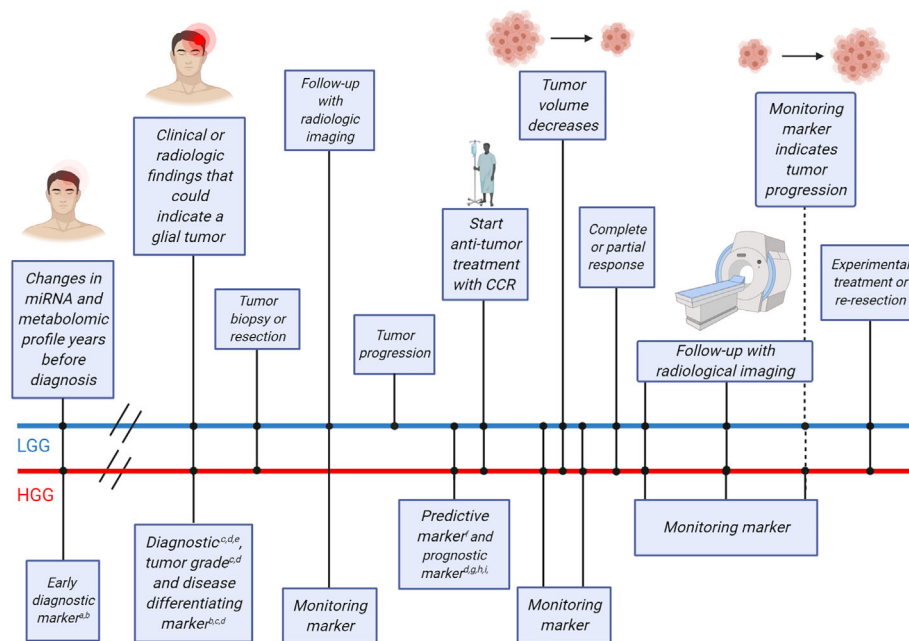 Changes in
miRNA and
metabolomic
profile years
before
diagnosis
Clinical or
radiologic
findings that
could
indicate a
glial tumor
Tumor
biopsy or
resection
Follow-up
with
radiologic
imaging
Tumor
progression
Start
anti-tumor
treatment
with CCR
Tumor
volume
decreases
Complete
or partial
response
Follow-up with
radiological imaging
Monitoring
marker
indicates
tumor
progression
Experimental
treatment or
re-resection
LGG
HGG
Early
diagnostic
marker^a,b
Diagnostic^c,d,e,
tumor grade^c,d
and disease
differentiating
marker^b,c,d
Monitoring
marker
Predictive
marker^f and
prognostic
marker^d,g,h,i,
Monitoring
marker
Monitoring marker